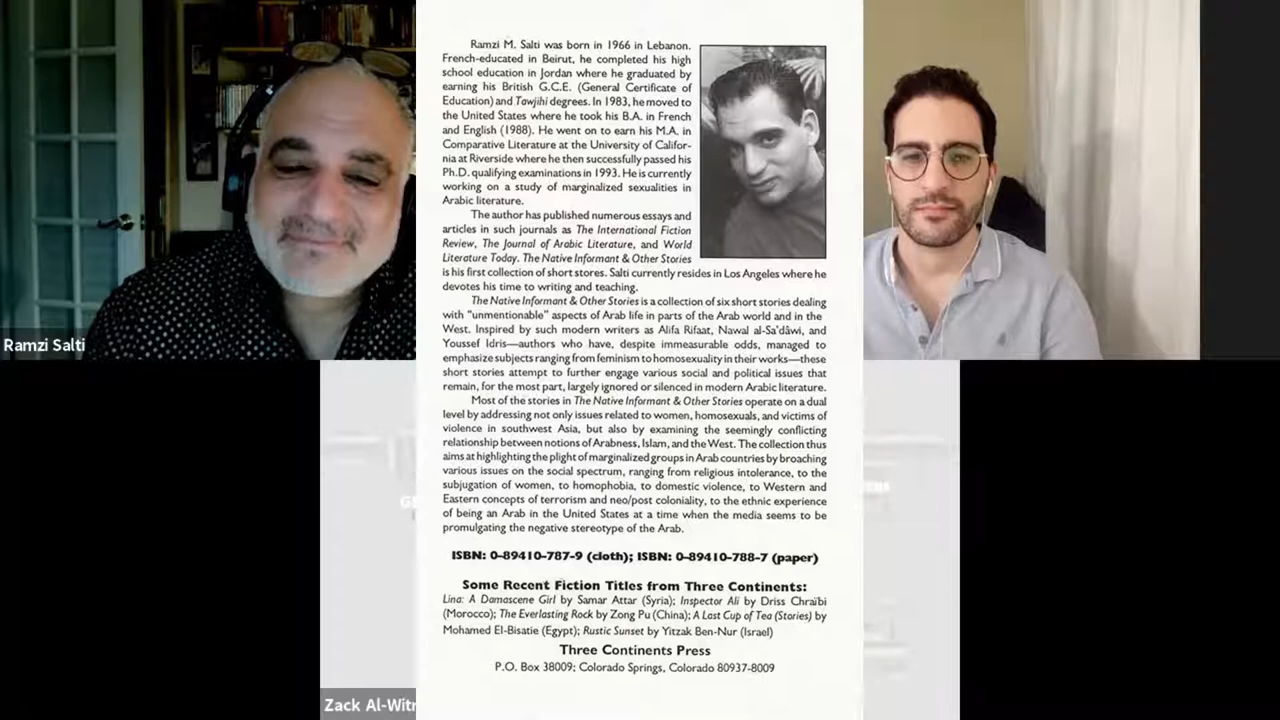 Ramzi M. Salti was born in 1966 in Lebanon.
French-educated in Beirut, he completed his high
school education in Jordan where he graduated by
earning his British G.C.E. (General Certificate of
Education) and Tawjihi degrees. In 1983, he moved to
the United States where he took his B.A. in French
and English (1988). He went on to earn his M.A. in
Comparative Literature at the University of Califor-
nia at Riverside where he then successfully passed his
Ph.D. qualifying examinations in 1993. He is currently
working on a study of marginalized sexualities in
Arabic literature.
The author has published numerous essays and
articles in such journals as The International Fiction
Review, The Journal of Arabic Literature, and World
Literature Today. The Native Informant & Other Stories
is his first collection of short stores. Salti currently resides in Los Angeles where he
devotes his time to writing and teaching.
The Native Informant & Other Stories is a collection of six short stories dealing
with "unmentionable" aspects of Arab life in parts of the Arab world and in the
West. Inspired by such modern writers as Alifa Rifaat, Nawal al-Sa'dâwi, and
Youssef Idris—authors who have, despite immeasurable odds, managed to
emphasize subjects ranging from feminism to homosexuality in their works—these
short stories attempt to further engage various social and political issues that
remain, for the most part, largely ignored or silenced in modern Arabic literature.
Most of the stories in The Native Informant & Other Stories operate on a dual
level by addressing not only issues related to women, homosexuals, and victims of
violence in southwest Asia, but also by examining the seemingly conflicting
relationship between notions of Arabness, Islam, and the West. The collection thus
aims at highlighting the plight of marginalized groups in Arab countries by broaching
various issues on the social spectrum, ranging from religious intolerance, to the
subjugation of women, to homophobia, to domestic violence, to Western and
Eastern concepts of terrorism and neo/post coloniality, to the ethnic experience
of being an Arab in the United States at a time when the media seems to be
promulgating the negative stereotype of the Arab.
ISBN: 0-89410-787-9 (cloth); ISBN: 0-89410-788-7 (paper)
Some Recent Fiction Titles from Three Continents:
Lina: A Damascene Girl by Samar Attar (Syria); Inspector Ali by Driss Chraïbi
(Morocco); The Everlasting Rock by Zong Pu (China); A Last Cup of Tea (Stories) by
Mohamed El-Bisatie (Egypt); Rustic Sunset by Yitzak Ben-Nur (Israel)
Three Continents Press
P.O. Box 38009; Colorado Springs, Colorado 80937-8009
Ramzi Salti
Zack Al-Witr